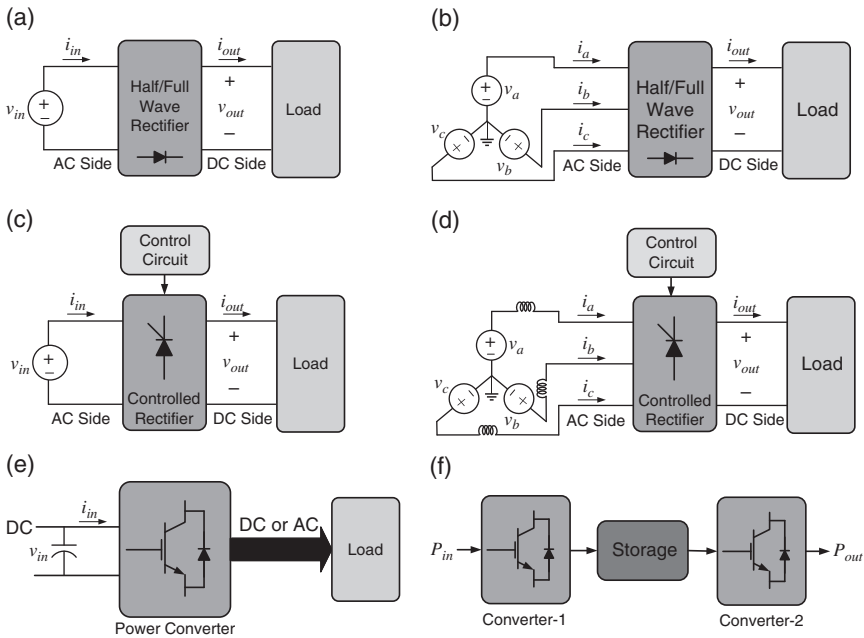 (a)
i_in
i_out
v_in
+
−
Half/Full
Wave
Rectifier
+
v_out
−
Load
AC Side
DC Side
(b)
i_a
i_out
v_a
+
−
i_b
v_c
+
−
+
−
v_b
i_c
Half/Full
Wave
Rectifier
+
v_out
−
Load
AC Side
DC Side
(c)
Control
Circuit
i_in
i_out
v_in
+
−
+
v_out
−
Load
AC Side
Controlled
Rectifier
DC Side
(d)
Control
Circuit
i_a
i_out
v_a
+
−
i_b
v_c
+
−
+
−
v_b
i_c
+
v_out
−
Load
AC Side
Controlled
Rectifier
DC Side
(e)
i_in
DC
v_in
DC or AC
Load
Power Converter
(f)
P_in
Storage
P_out
Converter-1
Converter-2